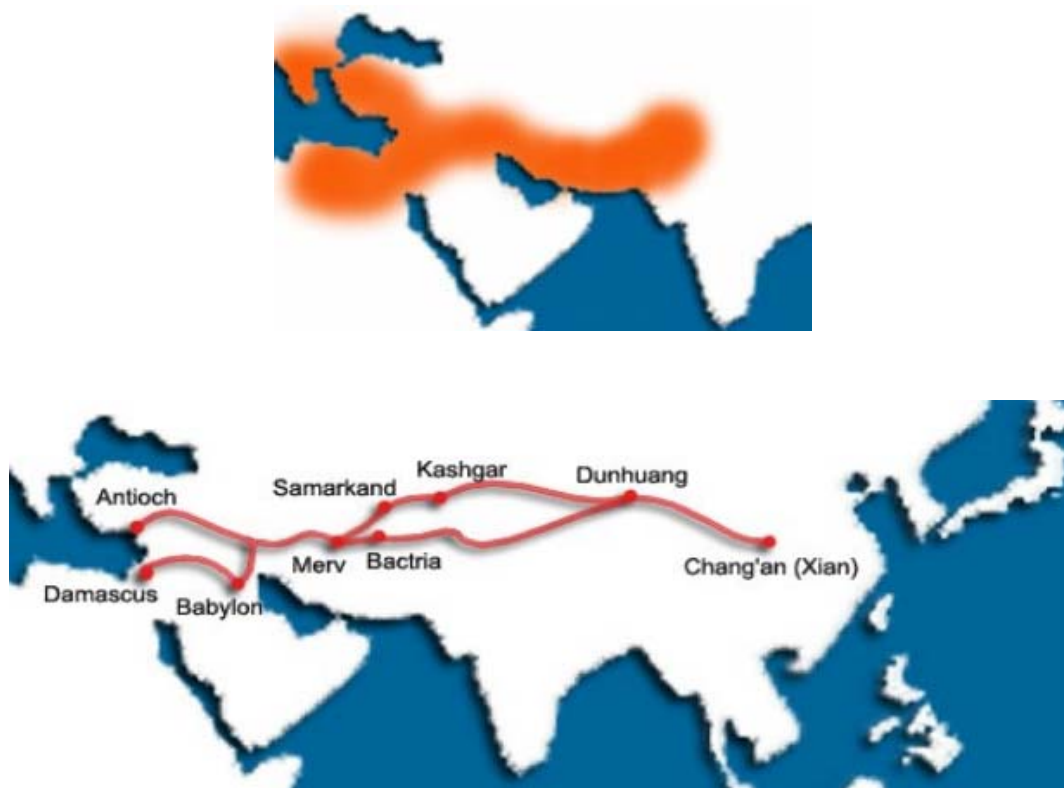 Kashgar
Dunhuang
Samarkand
Antioch
Merv
Bactria
Chang'an (Xian)
Damascus
Babylon